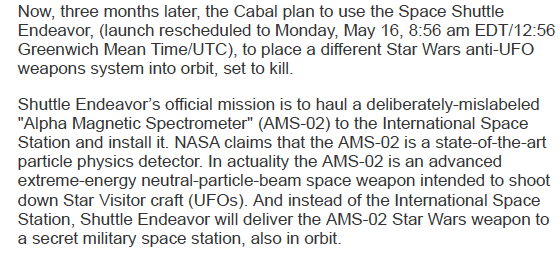 Now, three months later, the Cabal plan to use the Space Shuttle
Endeavor, (launch rescheduled to Monday, May 16, 8:56 am EDT/12:56
Greenwich Mean Time/UTC), to place a different Star Wars anti-UFO
weapons system into orbit, set to kill.
Shuttle Endeavor’s official mission is to haul a deliberately-mislabeled
"Alpha Magnetic Spectrometer" (AMS-02) to the International Space
Station and install it. NASA claims that the AMS-02 is a state-of-the-art
particle physics detector. In actuality the AMS-02 is an advanced
extreme-energy neutral-particle-beam space weapon intended to shoot
down Star Visitor craft (UFOs). And instead of the International Space
Station, Shuttle Endeavor will deliver the AMS-02 Star Wars weapon to
a secret military space station, also in orbit.